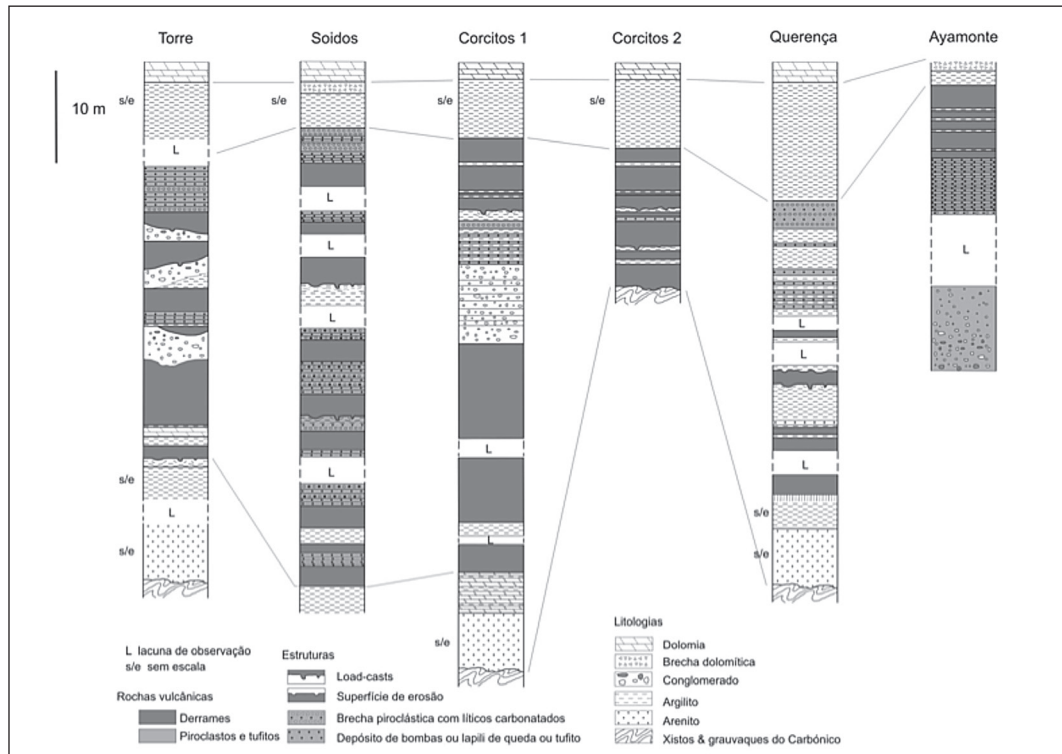 Torre
Soidos
Corcitos 1
Corcitos 2
Querença
Ayamonte
10 m
s/e
s/e
s/e
s/e
L
L
L
L
L
L
L
L
L
L
s/e
L
L
s/e
L
s/e
s/e
s/e
L lacuna de observação
s/e sem escala
Rochas vulcânicas
Derrames
Piroclastos e tufitos
Estruturas
Load-casts
Superfície de erosão
Brecha piroclástica com líticos carbonatados
Depósito de bombas ou lapili de queda ou tufito
Litologias
Dolomia
Brecha dolomítica
Conglomerado
Argilito
Arenito
Xistos & grauvaques do Carbónico